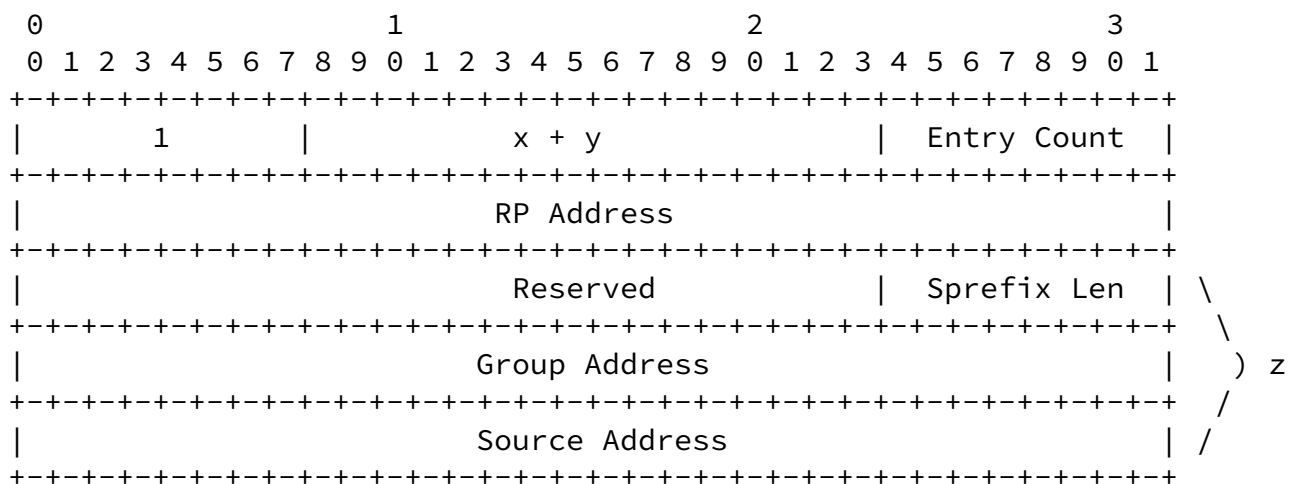 0                   1                   2                   3
 0 1 2 3 4 5 6 7 8 9 0 1 2 3 4 5 6 7 8 9 0 1 2 3 4 5 6 7 8 9 0 1
+-+-+-+-+-+-+-+-+-+-+-+-+-+-+-+-+-+-+-+-+-+-+-+-+-+-+-+-+-+-+-+-+
|       1       |           x + y               |  Entry Count  |
+-+-+-+-+-+-+-+-+-+-+-+-+-+-+-+-+-+-+-+-+-+-+-+-+-+-+-+-+-+-+-+-+
|                          RP Address                           |
+-+-+-+-+-+-+-+-+-+-+-+-+-+-+-+-+-+-+-+-+-+-+-+-+-+-+-+-+-+-+-+-+
|                           Reserved            |  Sprefix Len  | \
+-+-+-+-+-+-+-+-+-+-+-+-+-+-+-+-+-+-+-+-+-+-+-+-+-+-+-+-+-+-+-+-+  \
|                         Group Address                         |   ) z
+-+-+-+-+-+-+-+-+-+-+-+-+-+-+-+-+-+-+-+-+-+-+-+-+-+-+-+-+-+-+-+-+  /
|                         Source Address                        | /
+-+-+-+-+-+-+-+-+-+-+-+-+-+-+-+-+-+-+-+-+-+-+-+-+-+-+-+-+-+-+-+-+